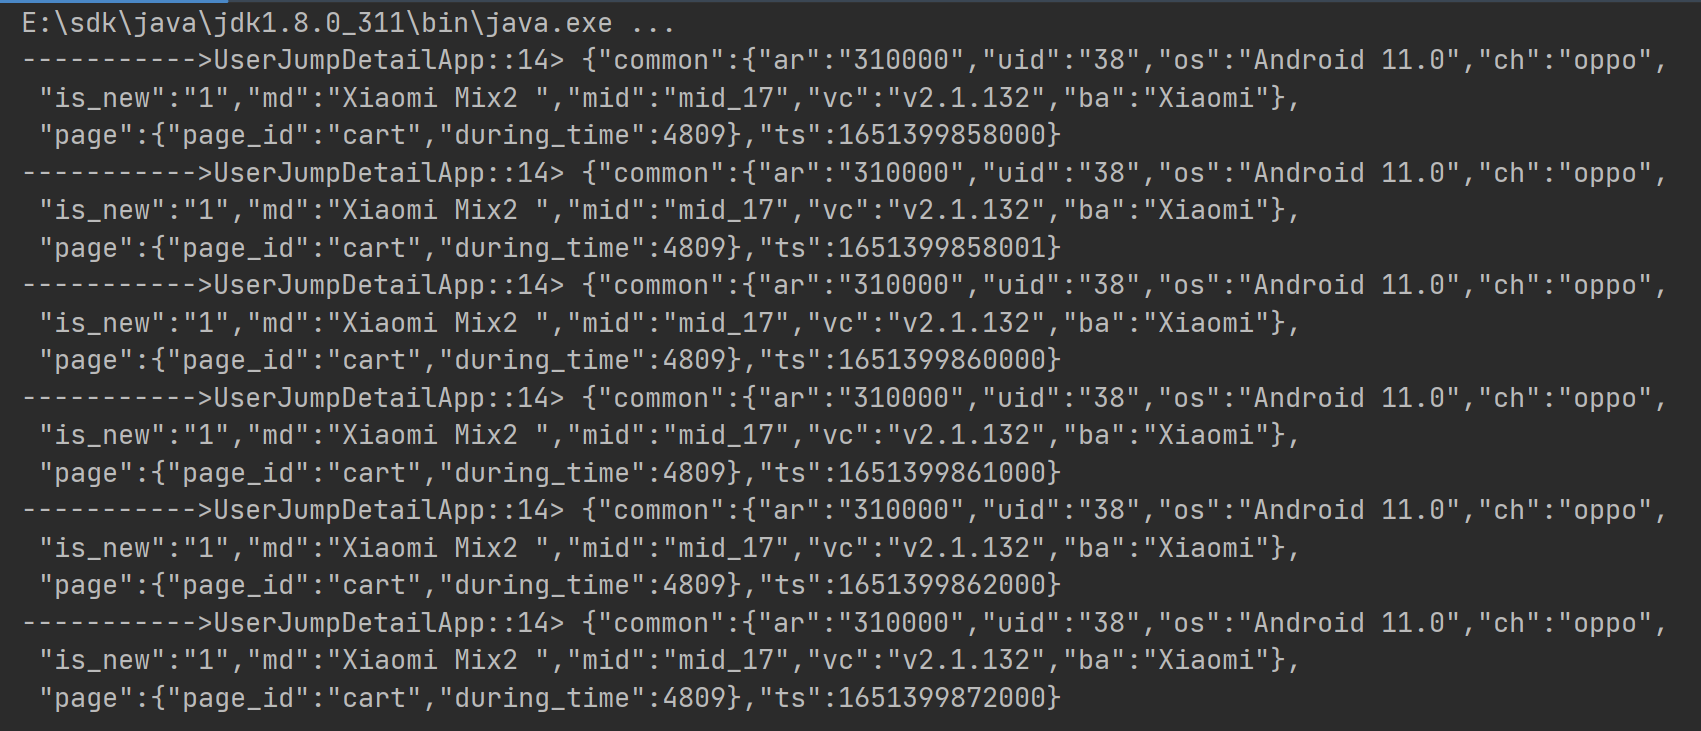 E:\sdk\java\jdk1.8.0_311\bin\java.exe ...
----------->UserJumpDetailApp::14> {"common":{"ar":"310000","uid":"38","os":"Android 11.0","ch":"oppo",
"is_new":"1","md":"Xiaomi Mix2 ","mid":"mid_17","vc":"v2.1.132","ba":"Xiaomi"},
"page":{"page_id":"cart","during_time":4809},"ts":1651399858000}
----------->UserJumpDetailApp::14> {"common":{"ar":"310000","uid":"38","os":"Android 11.0","ch":"oppo",
"is_new":"1","md":"Xiaomi Mix2 ","mid":"mid_17","vc":"v2.1.132","ba":"Xiaomi"},
"page":{"page_id":"cart","during_time":4809},"ts":1651399858001}
----------->UserJumpDetailApp::14> {"common":{"ar":"310000","uid":"38","os":"Android 11.0","ch":"oppo",
"is_new":"1","md":"Xiaomi Mix2 ","mid":"mid_17","vc":"v2.1.132","ba":"Xiaomi"},
"page":{"page_id":"cart","during_time":4809},"ts":1651399860000}
----------->UserJumpDetailApp::14> {"common":{"ar":"310000","uid":"38","os":"Android 11.0","ch":"oppo",
"is_new":"1","md":"Xiaomi Mix2 ","mid":"mid_17","vc":"v2.1.132","ba":"Xiaomi"},
"page":{"page_id":"cart","during_time":4809},"ts":1651399861000}
----------->UserJumpDetailApp::14> {"common":{"ar":"310000","uid":"38","os":"Android 11.0","ch":"oppo",
"is_new":"1","md":"Xiaomi Mix2 ","mid":"mid_17","vc":"v2.1.132","ba":"Xiaomi"},
"page":{"page_id":"cart","during_time":4809},"ts":1651399862000}
----------->UserJumpDetailApp::14> {"common":{"ar":"310000","uid":"38","os":"Android 11.0","ch":"oppo",
"is_new":"1","md":"Xiaomi Mix2 ","mid":"mid_17","vc":"v2.1.132","ba":"Xiaomi"},
"page":{"page_id":"cart","during_time":4809},"ts":1651399872000}